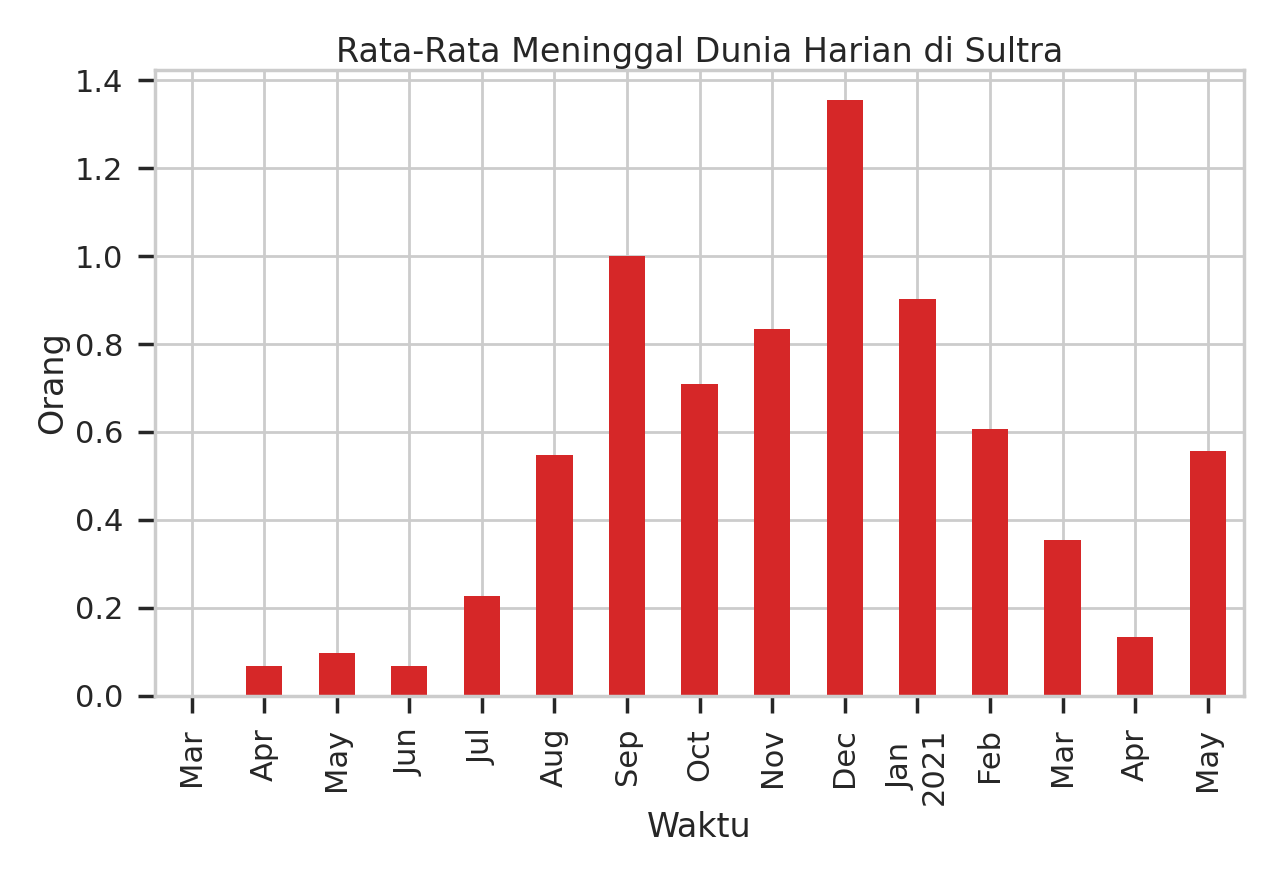 Rata-Rata Meninggal Dunia Harian di Sultra
1.4
1.2
1.0
0.8
0.6
0.4
0.2
0.0
Orang
Mar
Apr
May
Jun
Jul
Aug
Sep
Oct
Nov
Dec
Jan
2021
Feb
Mar
Apr
May
Waktu